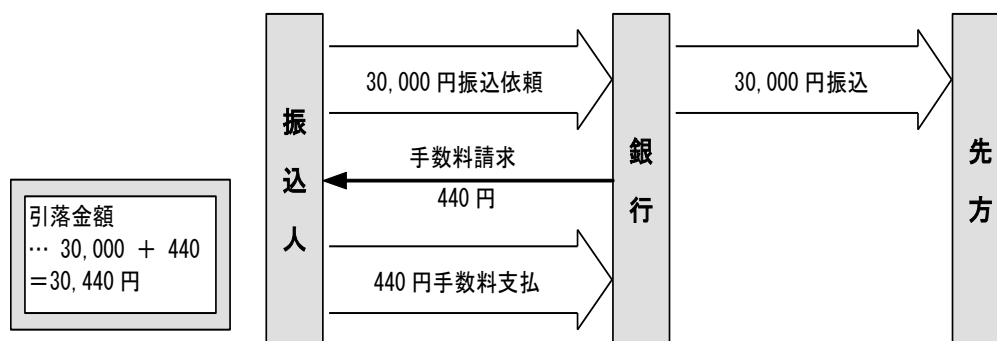 引落金額
… 30,000 ＋ 440
＝30,440 円
振込人
30,000 円振込依頼
手数料請求
440 円
440 円手数料支払
銀行
30,000 円振込
先方